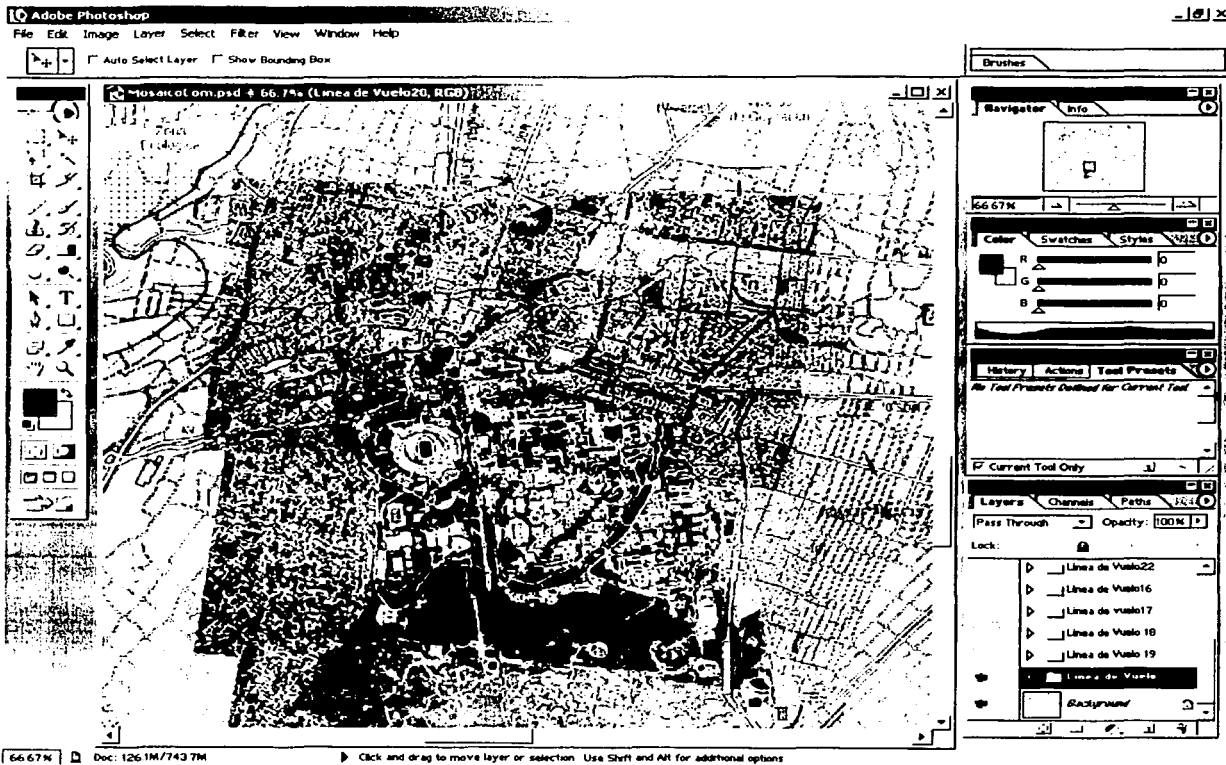 Adobe Photoshop
File Edit Image Layer Select Filter View Window Help
Auto Select Layer Show Bounding Box
Brushes
MosaicoLom.psd @ 66.7% (Linea de Vuelo20, RGB)
Navigator Info
66.67%
Color Swatches Styles
R 0
G 0
B 0
History Actions Tool Presets
No Tool Presets Defined for Current Tool
Current Tool Only
Layers Channels Paths
Pass Through Opacity: 100%
Lock:
Linea de Vuelo22
Linea de Vuelo16
Linea de Vuelo17
Linea de Vuelo 18
Linea de Vuelo 19
Linea de Vuelo
Background
66.67% Doc: 126.1M/743.7M Click and drag to move layer or selection Use Shift and Alt for additional options